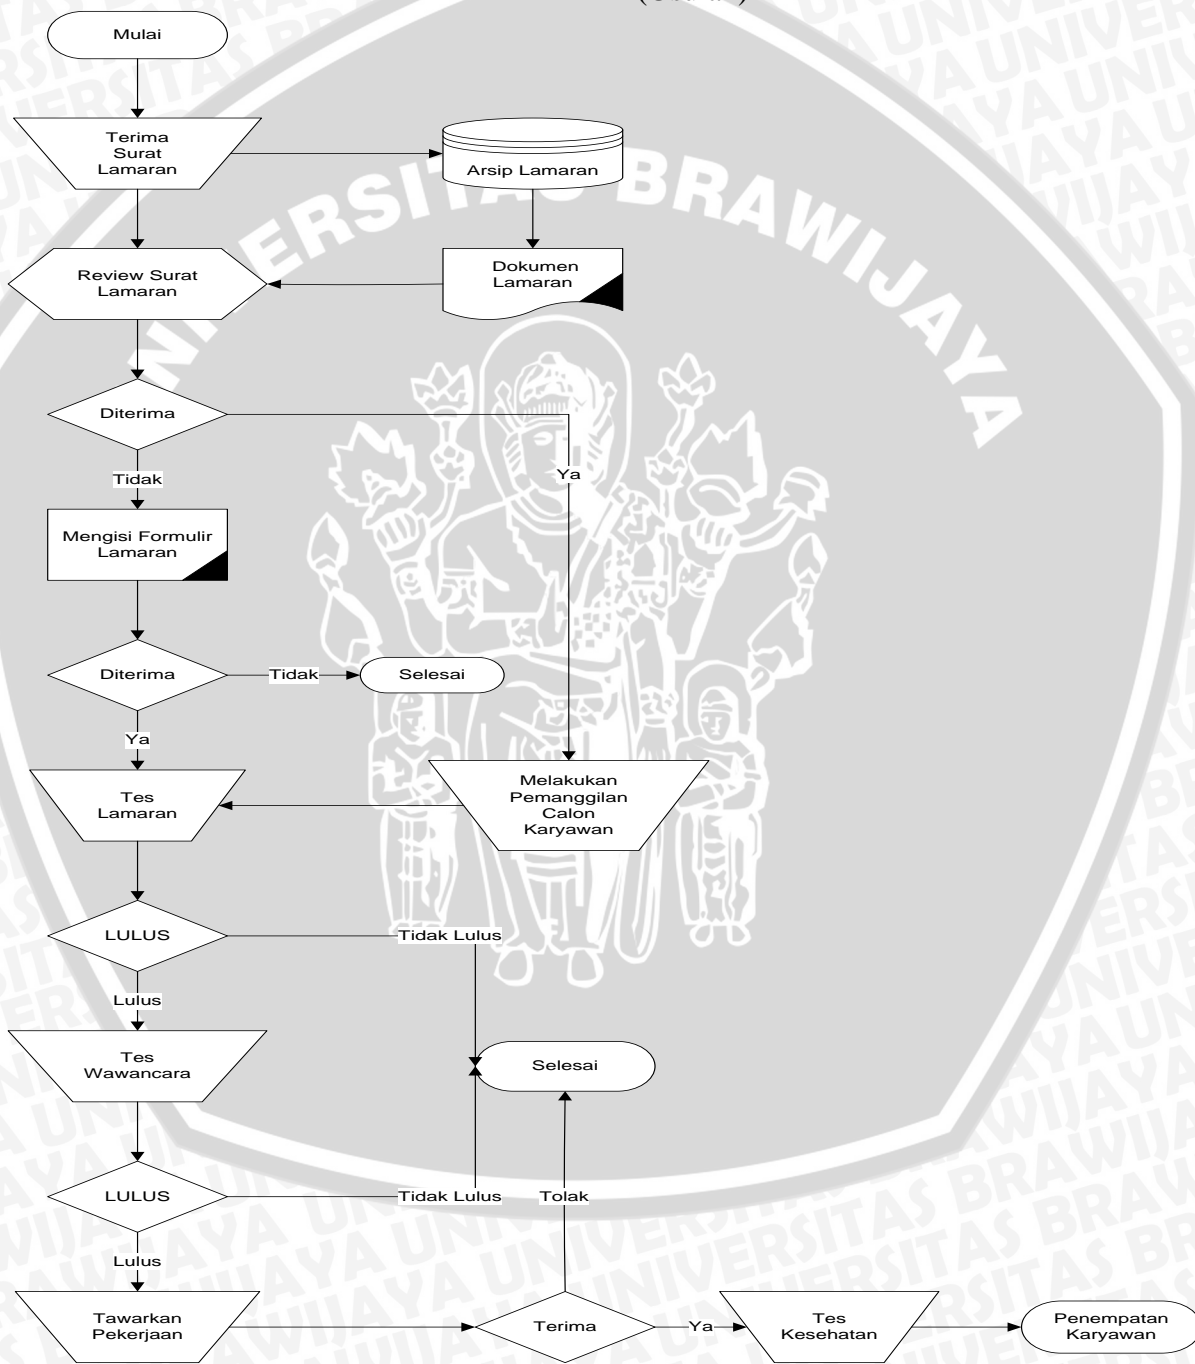 Mulai
Terima
Surat
Lamaran
Arsip Lamaran
Review Surat
Lamaran
Dokumen
Lamaran
Diterima
Ya
Tidak
Mengisi Formulir
Lamaran
Diterima
Tidak
Selesai
Ya
Tes
Lamaran
Melakukan
Pemanggilan
Calon
Karyawan
LULUS
Tidak Lulus
Lulus
Tes
Wawancara
Selesai
LULUS
Tidak Lulus
Tolak
Lulus
Tawarkan
Pekerjaan
Terima
Ya
Tes
Kesehatan
Penempatan
Karyawan
UNIVERSITAS BRAWIJAYA